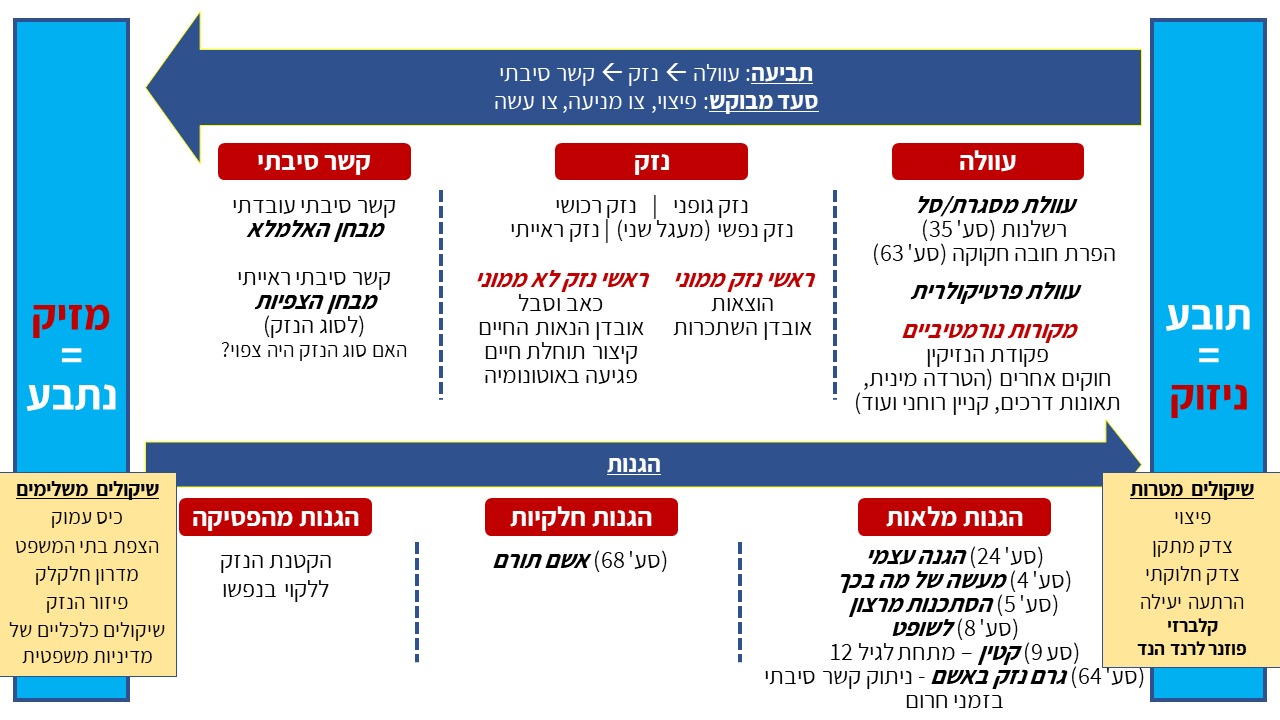 תביעה: עוולה ← נזק ← קשר סיבתי
סעד מבוקש: פיצוי, צו מניעה, צו עשה
תובע
=
ניזוק
עוולה
עוולת מסגרת/סל
רשלנות (סע' 35)
הפרת חובה חקוקה (סע' 63)
עוולת פרטיקולרית
מקורות נורמטיביים
פקודת הנזיקין
חוקים אחרים (הטרדה מינית,
תאונות דרכים, קניין רוחני ועוד)
נזק
נזק גופני | נזק רכושי
נזק נפשי (מעגל שני) | נזק ראייתי
ראשי נזק ממוני
הוצאות
אובדן השתכרות
ראשי נזק לא ממוני
כאב וסבל
אובדן הנאות החיים
קיצור תוחלת חיים
פגיעה באוטונומיה
קשר סיבתי
קשר סיבתי עובדתי
מבחן האלמלא
קשר סיבתי ראייתי
מבחן הצפיות
(לסוג הנזק)
האם סוג הנזק היה צפוי?
מזיק
=
נתבע
הגנות
שיקולים מטרות
פיצוי
צדק מתקן
צדק חלוקתי
הרתעה יעילה
קלברזי
פוזנר לרנד הנד
הגנות מלאות
(סע' 24) הגנה עצמי
(סע' 4) מעשה של מה בכך
(סע' 5) הסתכנות מרצון
(סע' 8) לשופט
(סע 9) קטין – מתחת לגיל 12
(סע' 64) גרם נזק באשם - ניתוק קשר סיבתי
בזמני חרום
הגנות חלקיות
(סע' 68) אשם תורם
הגנות מהפסיקה
הקטנת הנזק
ללקוי בנפשו
שיקולים משלימים
כיס עמוק
הצפת בתי המשפט
מדרון חלקלק
פיזור הנזק
שיקולים כלכליים של
מדיניות משפטית